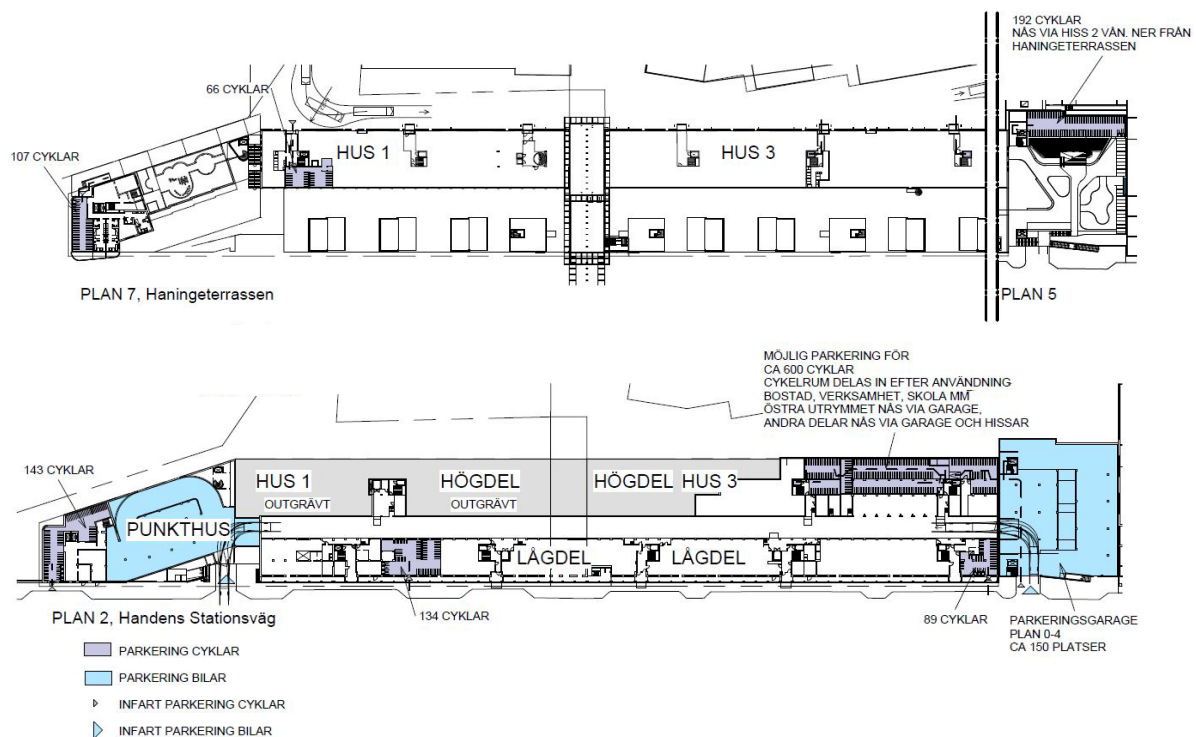 192 CYKLAR
NÅS VIA HISS 2 VÅN. NER FRÅN
HANINGETERRASSEN
66 CYKLAR
107 CYKLAR
HUS 1
HUS 3
PLAN 7, Haningeterrassen
PLAN 5
MÖJLIG PARKERING FÖR
CA 600 CYKLAR
CYKELRUM DELAS IN EFTER ANVÄNDNING
BOSTAD, VERKSAMHET, SKOLA MM
ÖSTRA UTRYMMET NÅS VIA GARAGE,
ANDRA DELAR NÅS VIA GARAGE OCH HISSAR
143 CYKLAR
HUS 1
HÖGDEL
HÖGDEL
HUS 3
OUTGRÄVT
OUTGRÄVT
PUNKTHUS
LÅGDEL
LÅGDEL
PLAN 2, Handens Stationsväg
134 CYKLAR
89 CYKLAR
PARKERINGSGARAGE
PLAN 0-4
CA 150 PLATSER
PARKERING CYKLAR
PARKERING BILAR
INFART PARKERING CYKLAR
INFART PARKERING BILAR